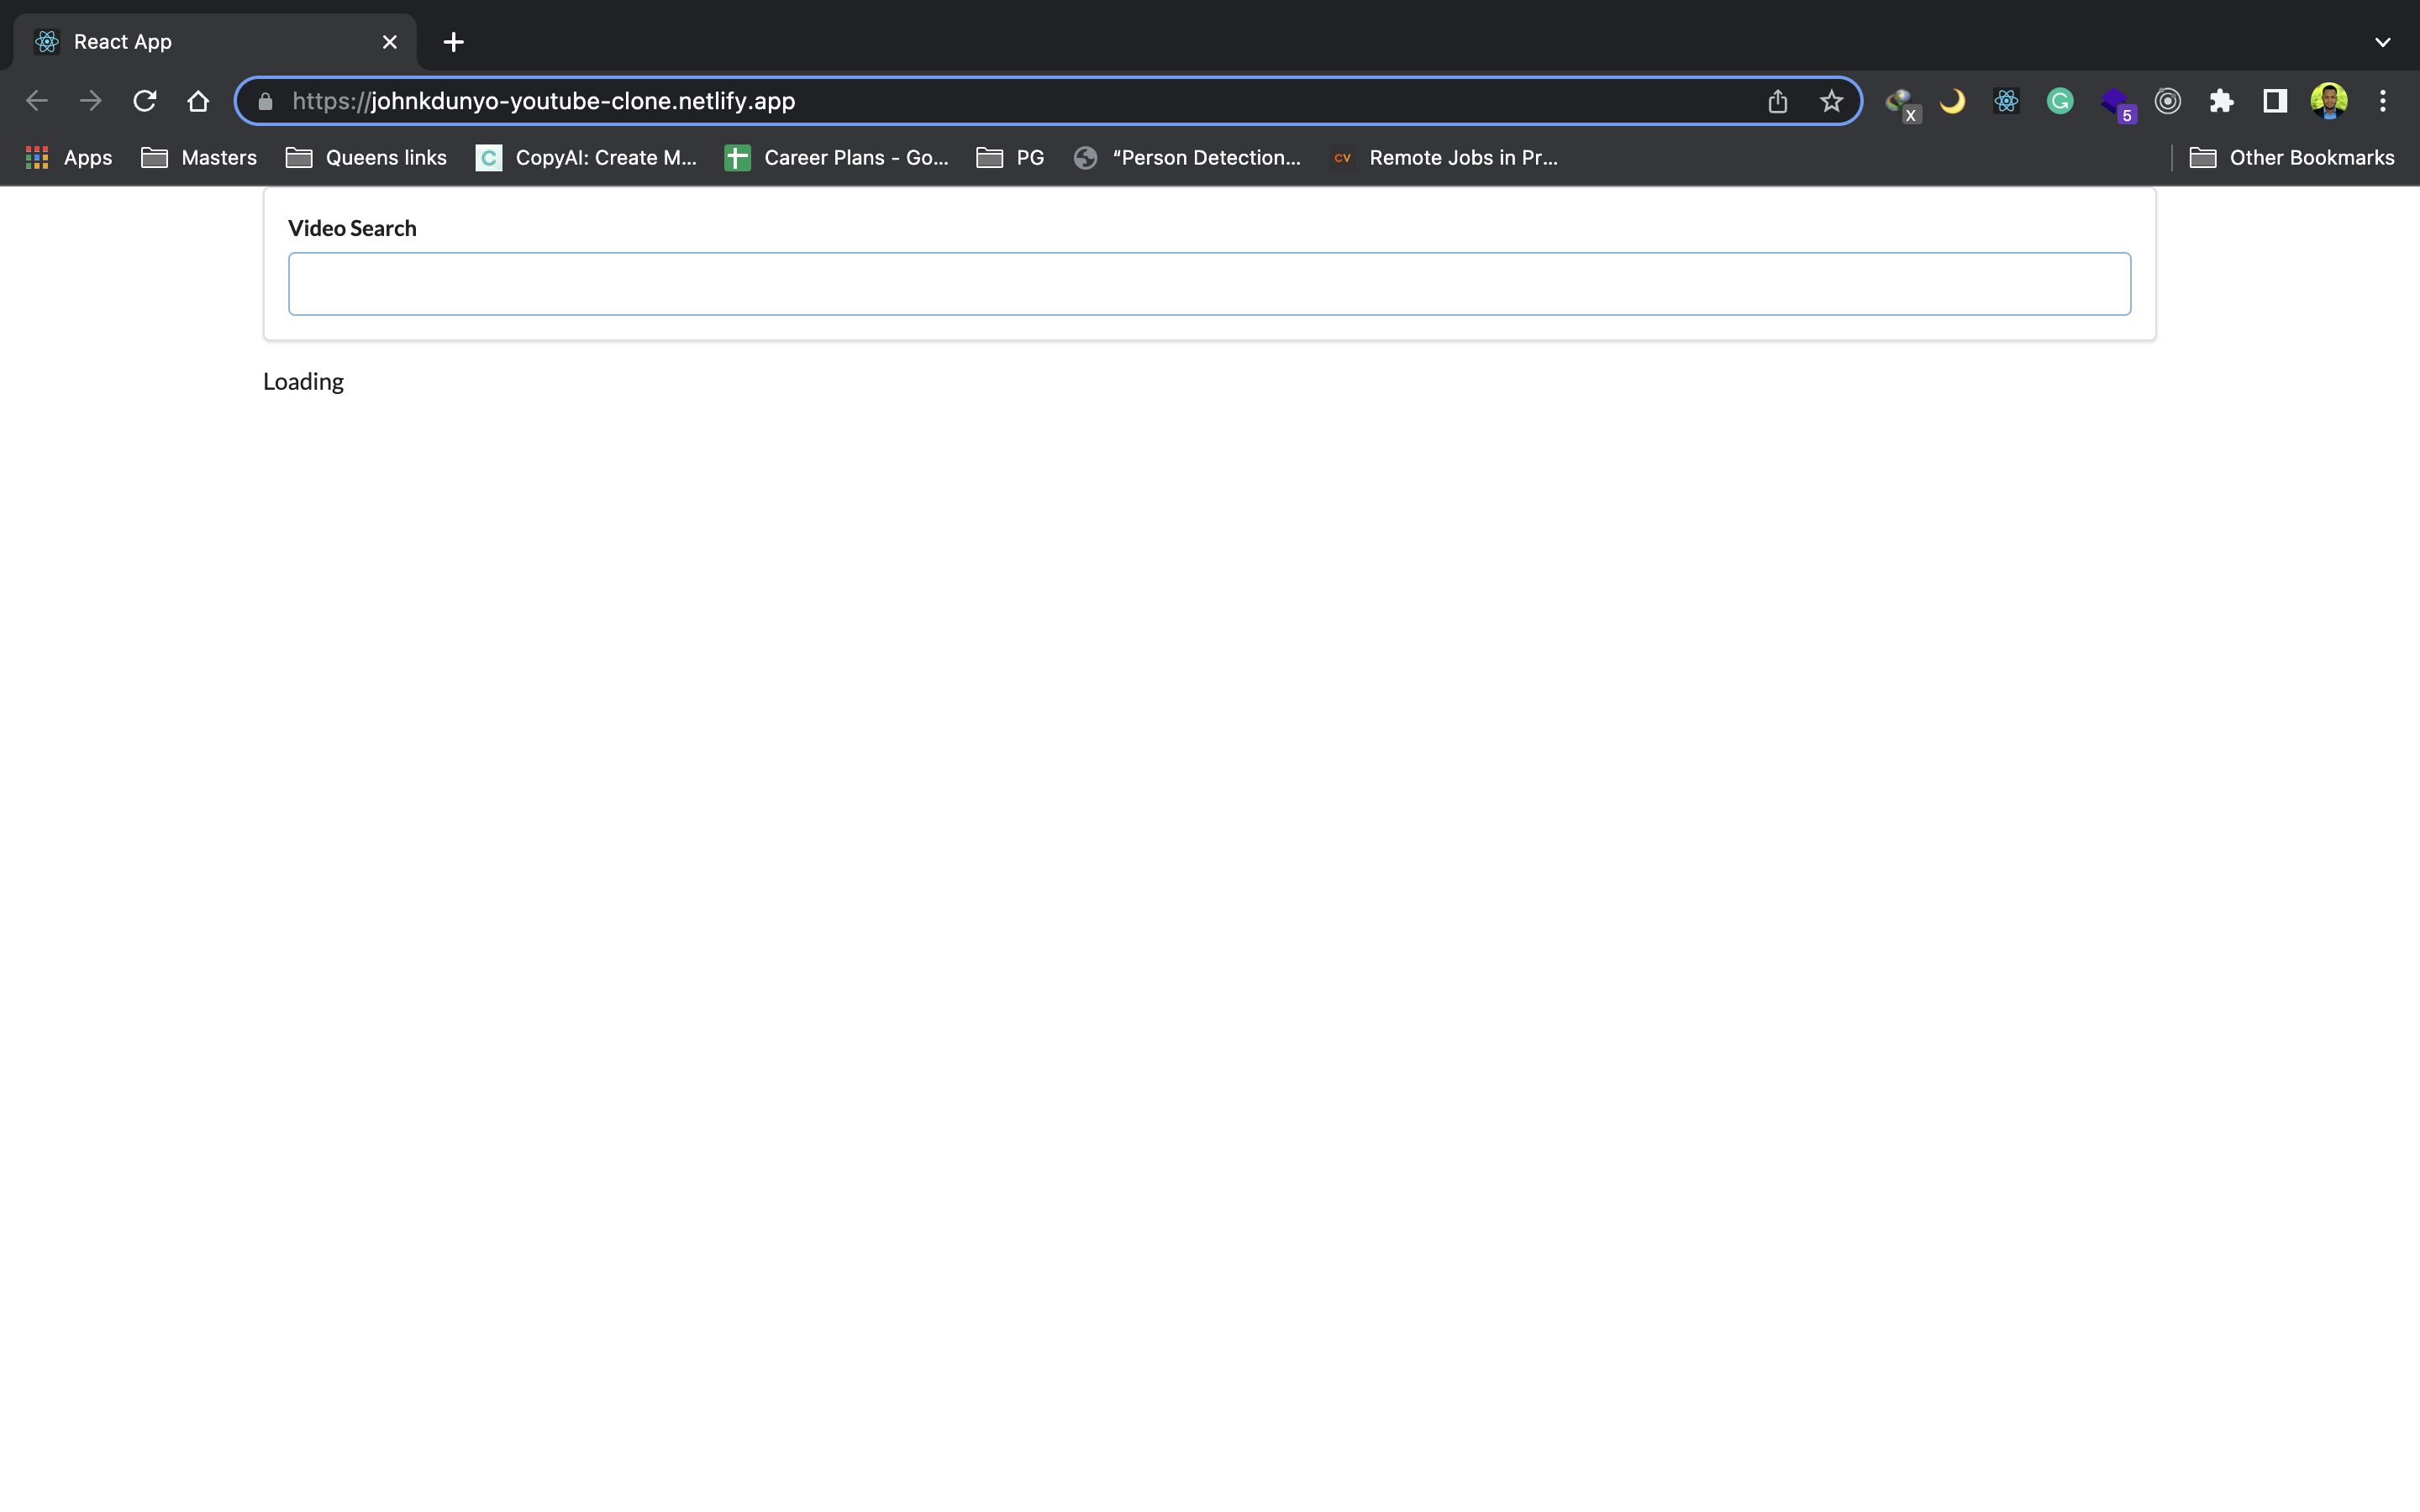 React App
https://johnkdunyo-youtube-clone.netlify.app
X
G
5
Apps
Masters
Queens links
C
CopyAI: Create M...
Career Plans - Go...
PG
“Person Detection...
CV
Remote Jobs in Pr...
Other Bookmarks
Video Search
Loading